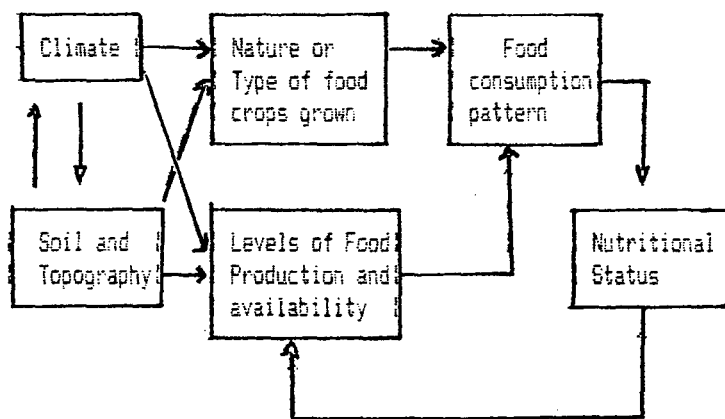 Climate
Nature or
Type of food
crops grown
Food
consumption
pattern
Soil and
Topography
Levels of Food
Production and
availability
Nutritional
Status